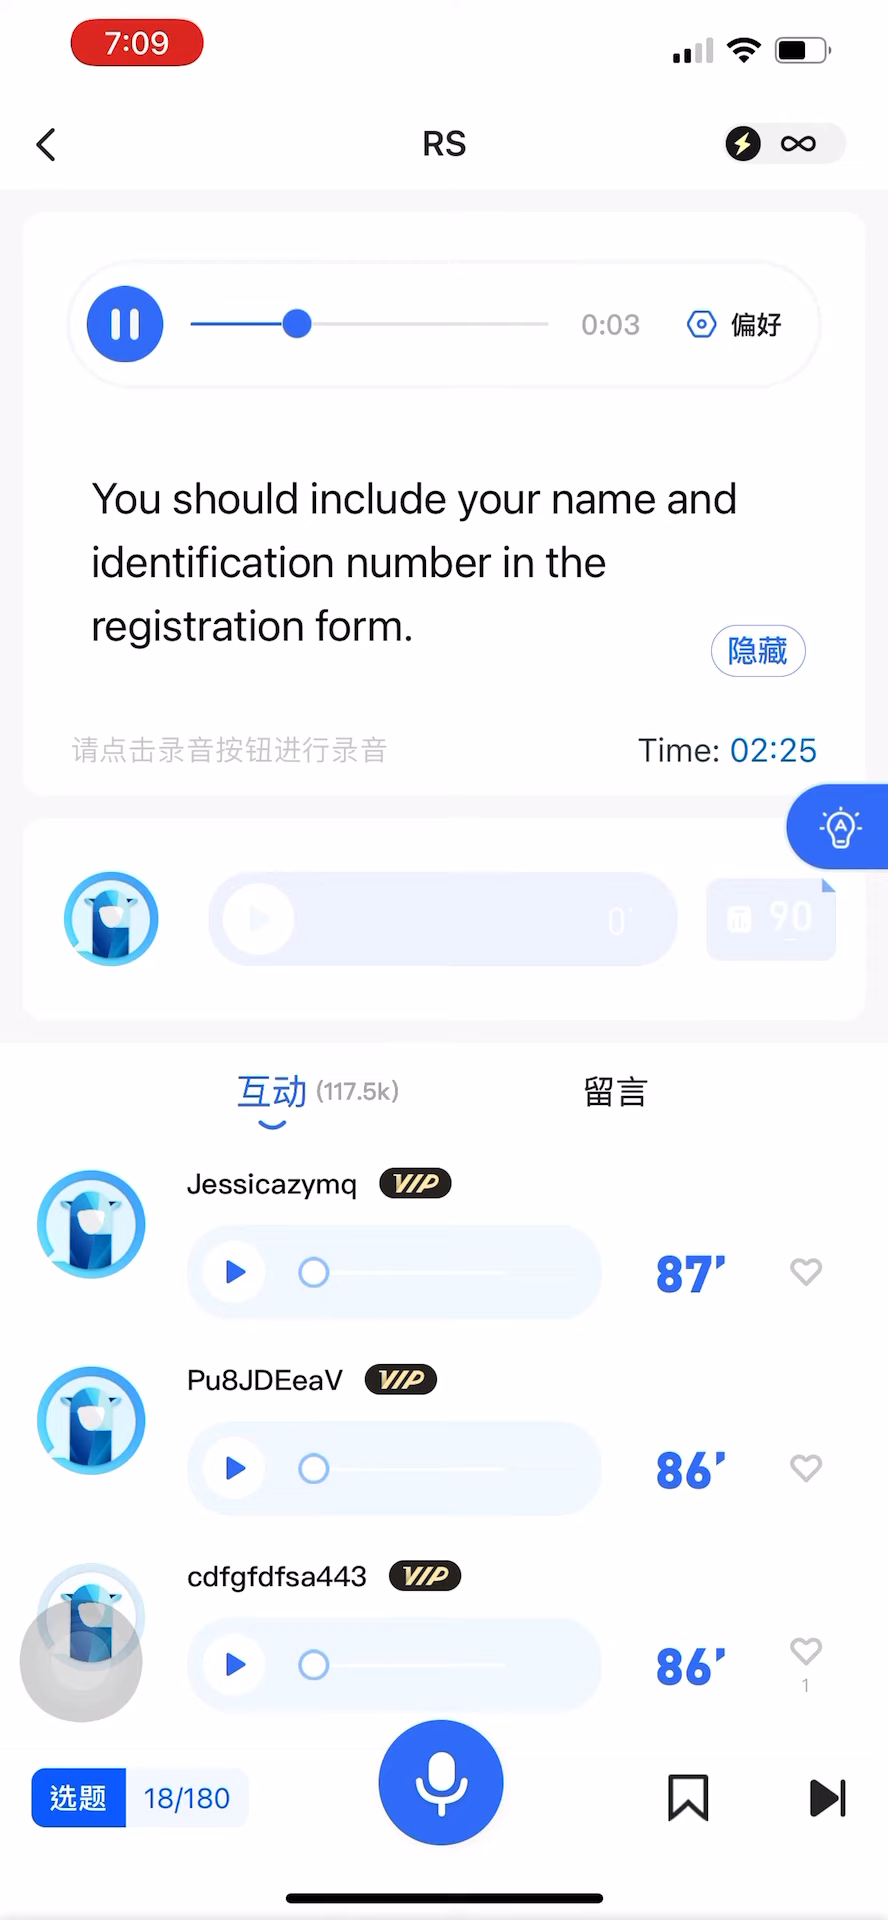 7:09
RS
0:03
偏好
You should include your name and
identification number in the
registration form.
隐藏
请点击录音按钮进行录音
Time: 02:25
0"
90
互动 (117.5k)
留言
Jessicazymq VIP
87’
Pu8JDEeaV VIP
86’
cdfgfdfsa443 VIP
86’
1
选题 18/180